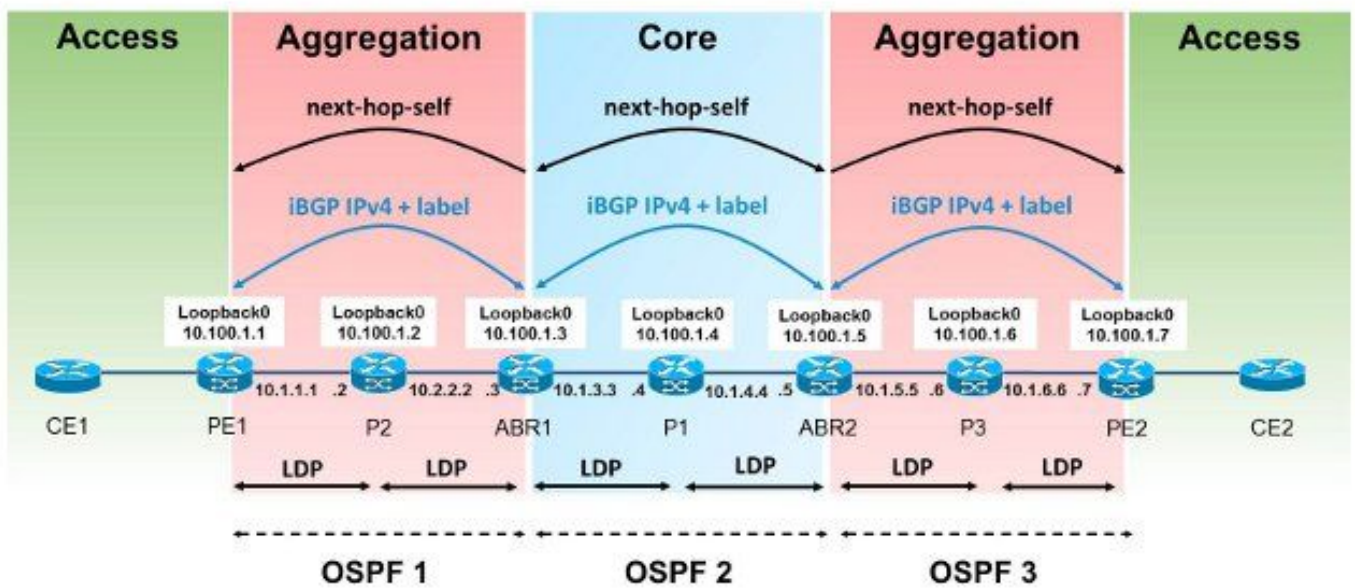 Access
Aggregation
Core
Aggregation
Access
next-hop-self
next-hop-self
next-hop-self
iBGP IPv4 + label
iBGP IPv4 + label
iBGP IPv4 + label
Loopback0
10.100.1.1
Loopback0
10.100.1.2
Loopback0
10.100.1.3
Loopback0
10.100.1.4
Loopback0
10.100.1.5
Loopback0
10.100.1.6
Loopback0
10.100.1.7
10.1.1.1 .2
10.2.2.2 .3
10.1.3.3 .4
10.1.4.4 .5
10.1.5.5 .6
10.1.6.6 .7
CE1
PE1
P2
ABR1
P1
ABR2
P3
PE2
CE2
LDP
LDP
LDP
LDP
LDP
LDP
OSPF 1
OSPF 2
OSPF 3